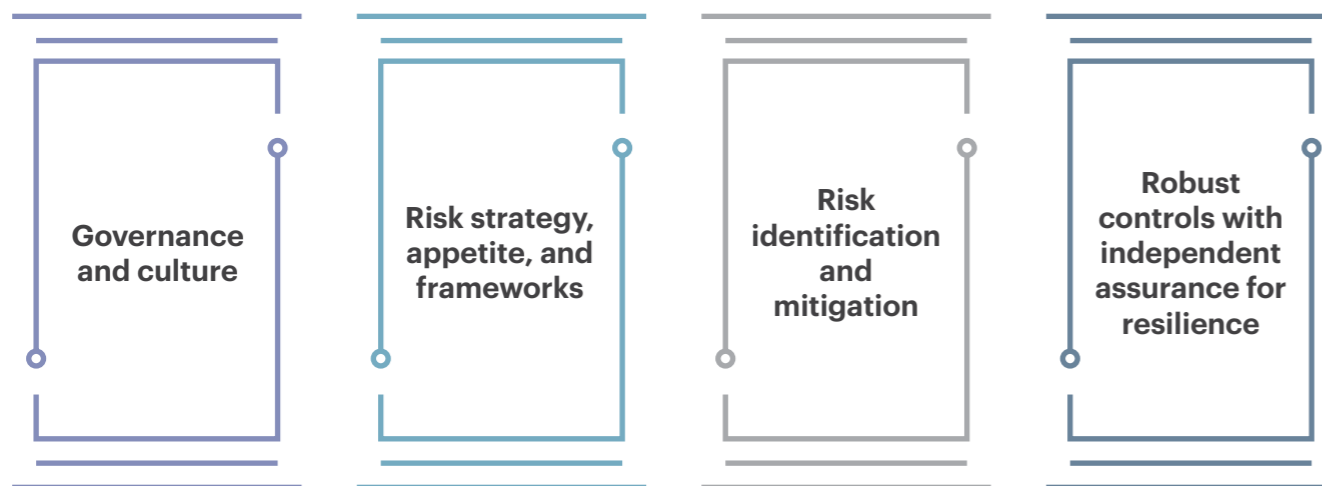 Governance
and culture
Risk strategy,
appetite, and
frameworks
Risk
identification
and
mitigation
Robust
controls with
independent
assurance for
resilience